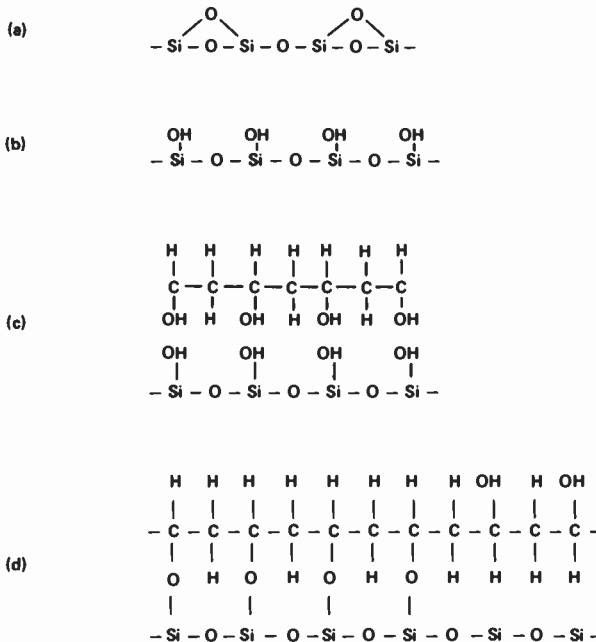 O O
(a)
– Si – O – Si – O – Si – O – Si –
OH OH OH OH
(b)
– Si – O – Si – O – Si – O – Si –
H H H H H H H
C – C – C – C – C – C – C
OH H OH H OH H OH
(c)
OH OH OH OH
– Si – O – Si – O – Si – O – Si –
H H H H H H H H OH H OH
– C – C – C – C – C – C – C – C – C – C – C –
(d)
O H O H O H O H H H H
– Si – O – Si – O – Si – O – Si – O – Si – O – Si